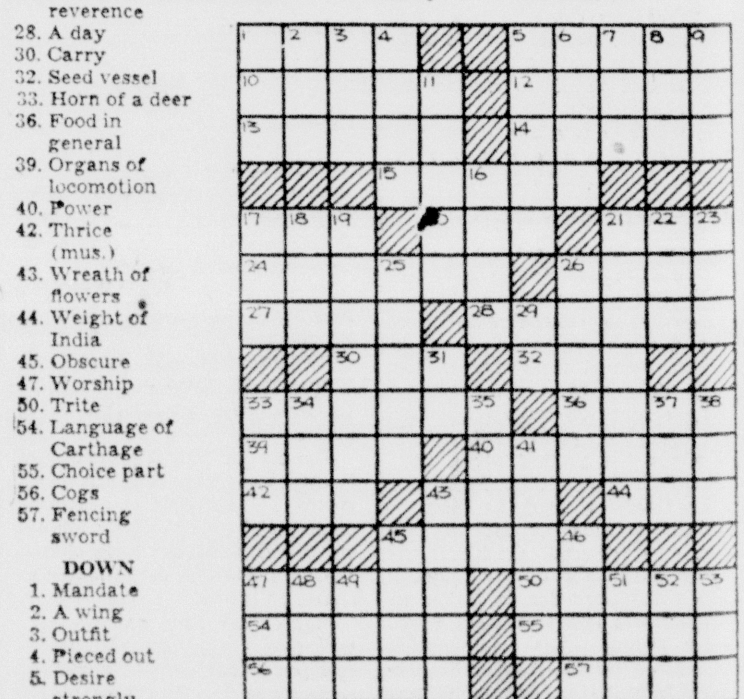 reverence
28. A day
30. Carry
32. Seed vessel
33. Horn of a deer
36. Food in
general
39. Organs of
locomotion
40. Power
42. Thrice
(mus.)
43. Wreath of
flowers
44. Weight of
India
45. Obscure
47. Worship
50. Trite
54. Language of
Carthage
55. Choice part
56. Cogs
57. Fencing
sword
DOWN
1. Mandate
2. A wing
3. Outfit
4. Pieced out
5. Desire
strongly
1 2 3 4 5 6 7 8 9
10 11 12
13 14
15 16
17 18 19 21 22 23
24 25 26
27 28 29
30 31 32
33 34 35 36 37 38
39 40 41
42 43 44
45 46
47 48 49 50 51 52 53
54 55
56 57